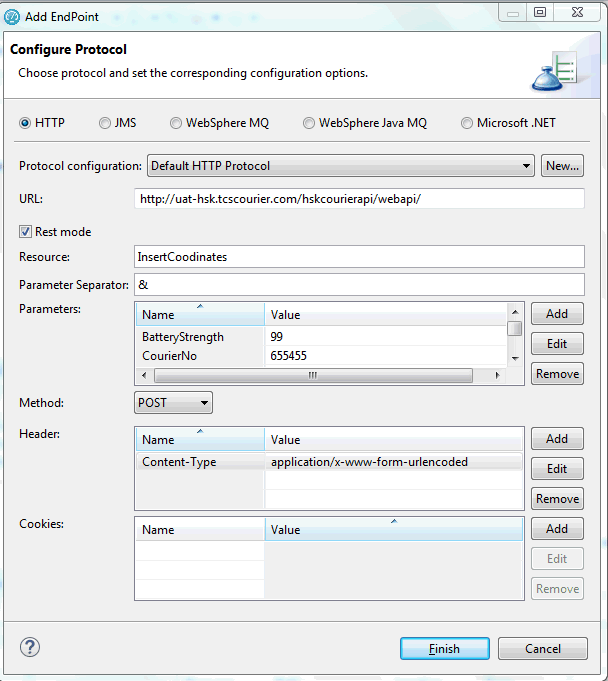 Add EndPoint
Configure Protocol
Choose protocol and set the corresponding configuration options.
HTTP JMS WebSphere MQ WebSphere Java MQ Microsoft .NET
Protocol configuration: Default HTTP Protocol New...
URL: http://uat-hsk.tcscourier.com/hskcourierapi/webapi/
Rest mode
Resource: InsertCoodinates
Parameter Separator: &
Parameters: Name Value Add
BatteryStrength 99 Edit
CourierNo 655455
Remove
Method: POST
Header: Name Value Add
Content-Type application/x-www-form-urlencoded Edit
Remove
Cookies: Name Value Add
Edit
Remove
? Finish Cancel